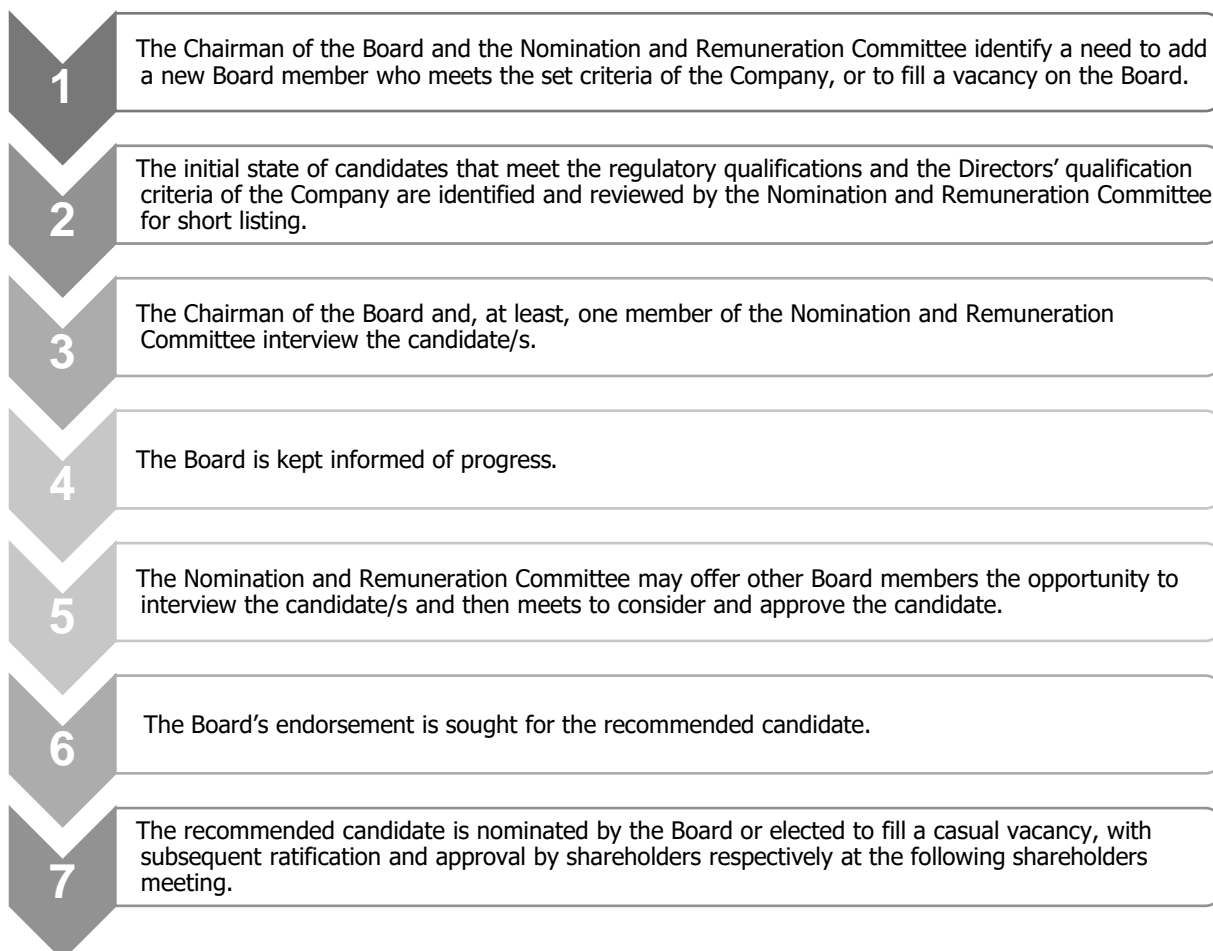 1
The Chairman of the Board and the Nomination and Remuneration Committee identify a need to add
a new Board member who meets the set criteria of the Company, or to fill a vacancy on the Board.
2
The initial state of candidates that meet the regulatory qualifications and the Directors’ qualification
criteria of the Company are identified and reviewed by the Nomination and Remuneration Committee
for short listing.
3
The Chairman of the Board and, at least, one member of the Nomination and Remuneration
Committee interview the candidate/s.
4
The Board is kept informed of progress.
5
The Nomination and Remuneration Committee may offer other Board members the opportunity to
interview the candidate/s and then meets to consider and approve the candidate.
6
The Board’s endorsement is sought for the recommended candidate.
7
The recommended candidate is nominated by the Board or elected to fill a casual vacancy, with
subsequent ratification and approval by shareholders respectively at the following shareholders
meeting.